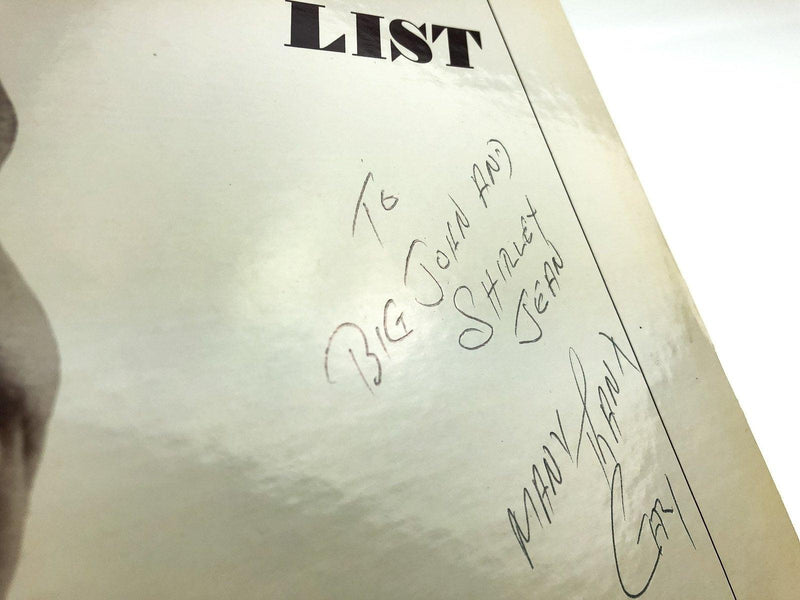 LIST
TO
BIG JOHN AND
SHIRLEY
JEAN
MANY THANX
GARY